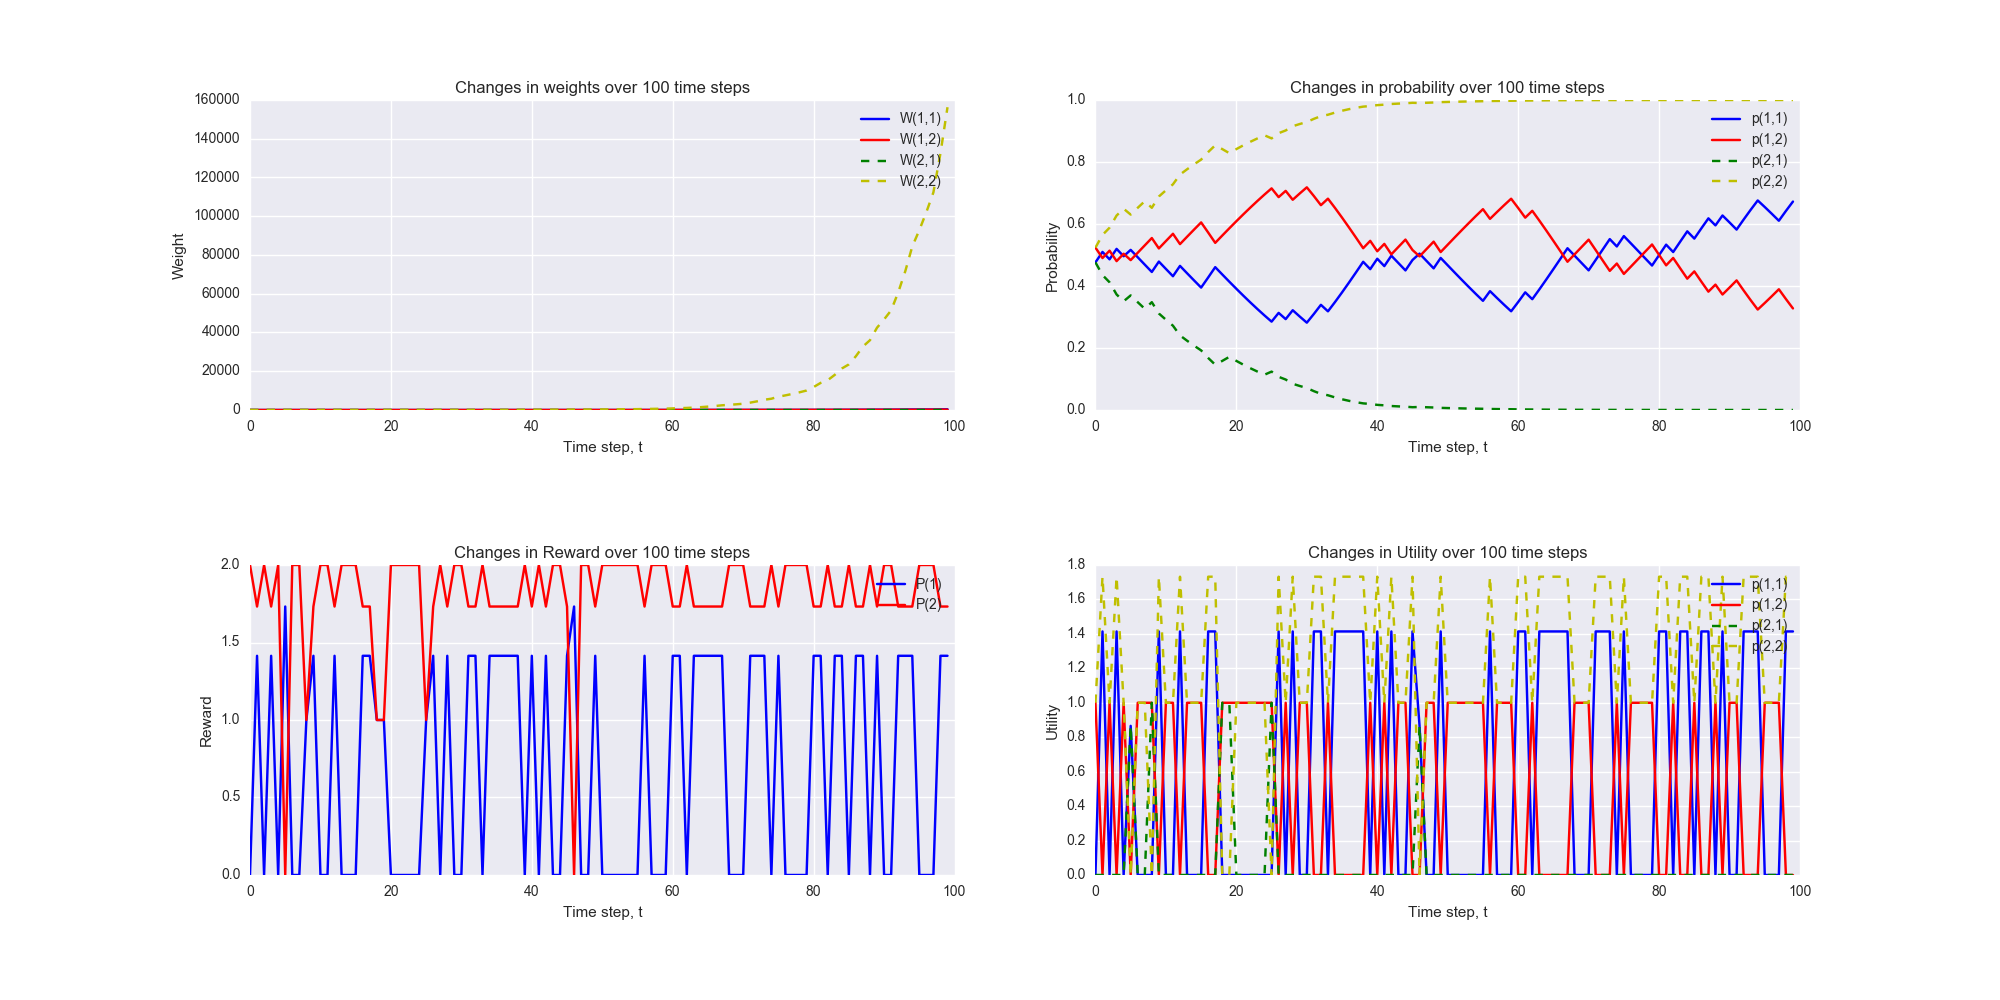 Changes in weights over 100 time steps
160000
140000
120000
100000
80000
60000
40000
20000
0
Weight
0 20 40 60 80 100
Time step, t
W(1,1)
W(1,2)
W(2,1)
W(2,2)
Changes in probability over 100 time steps
1.0
0.8
0.6
0.4
0.2
0.0
Probability
0 20 40 60 80 100
Time step, t
p(1,1)
p(1,2)
p(2,1)
p(2,2)
Changes in Reward over 100 time steps
2.0
1.5
1.0
0.5
0.0
Reward
0 20 40 60 80 100
Time step, t
P(1)
P(2)
Changes in Utility over 100 time steps
1.8
1.6
1.4
1.2
1.0
0.8
0.6
0.4
0.2
0.0
Utility
0 20 40 60 80 100
Time step, t
p(1,1)
p(1,2)
p(2,1)
p(2,2)